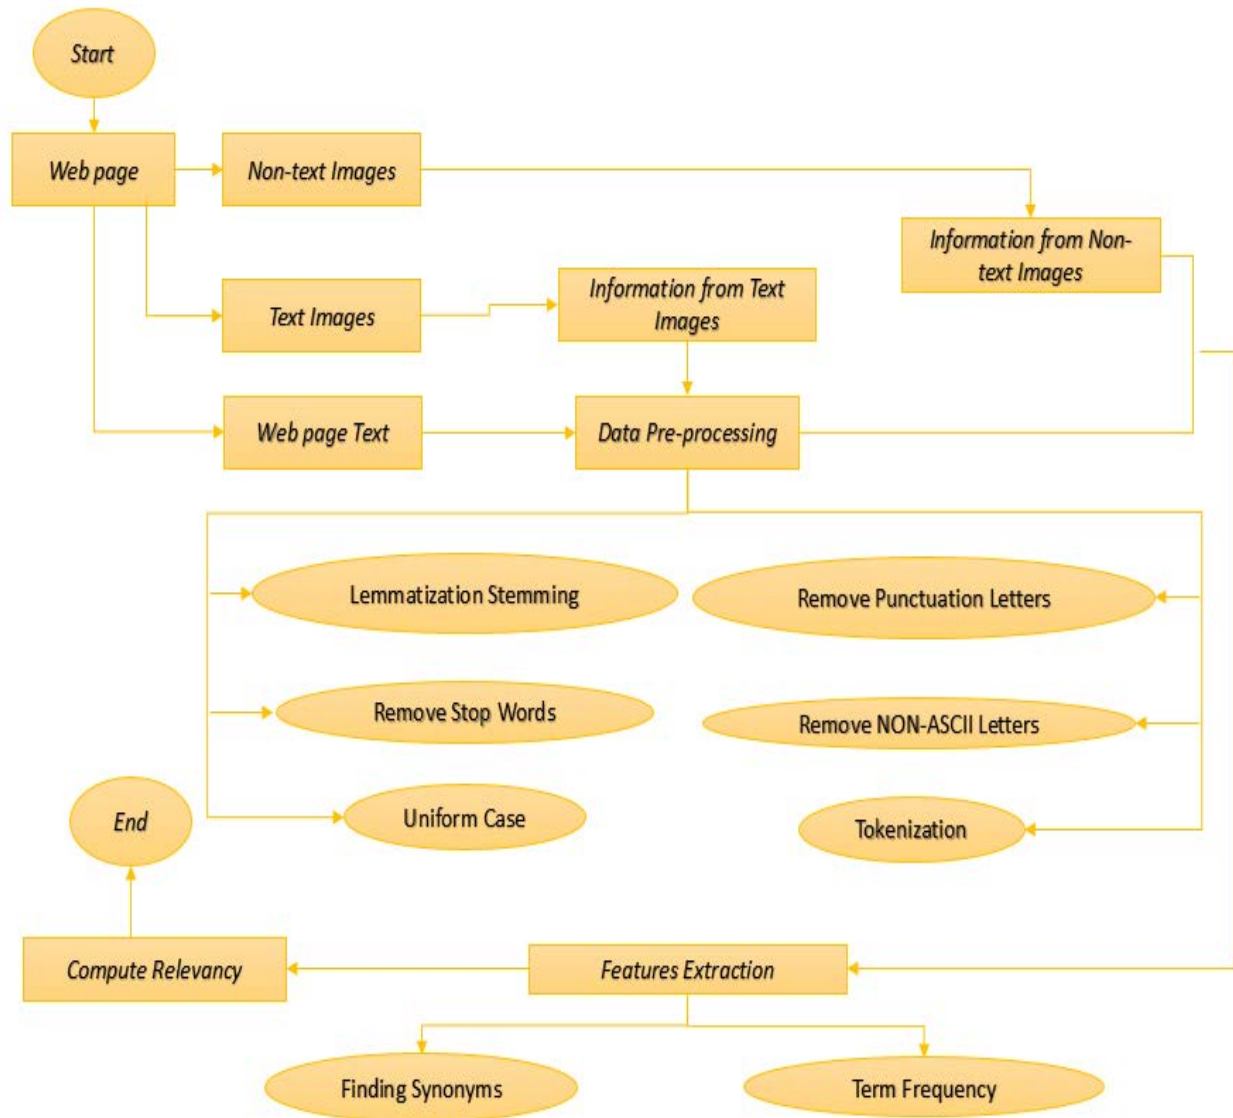 Start
Web page
Non-text Images
Information from Non-
text Images
Text Images
Information from Text
Images
Web page Text
Data Pre-processing
Lemmatization Stemming
Remove Punctuation Letters
Remove Stop Words
Remove NON-ASCII Letters
Uniform Case
Tokenization
End
Compute Relevancy
Features Extraction
Finding Synonyms
Term Frequency